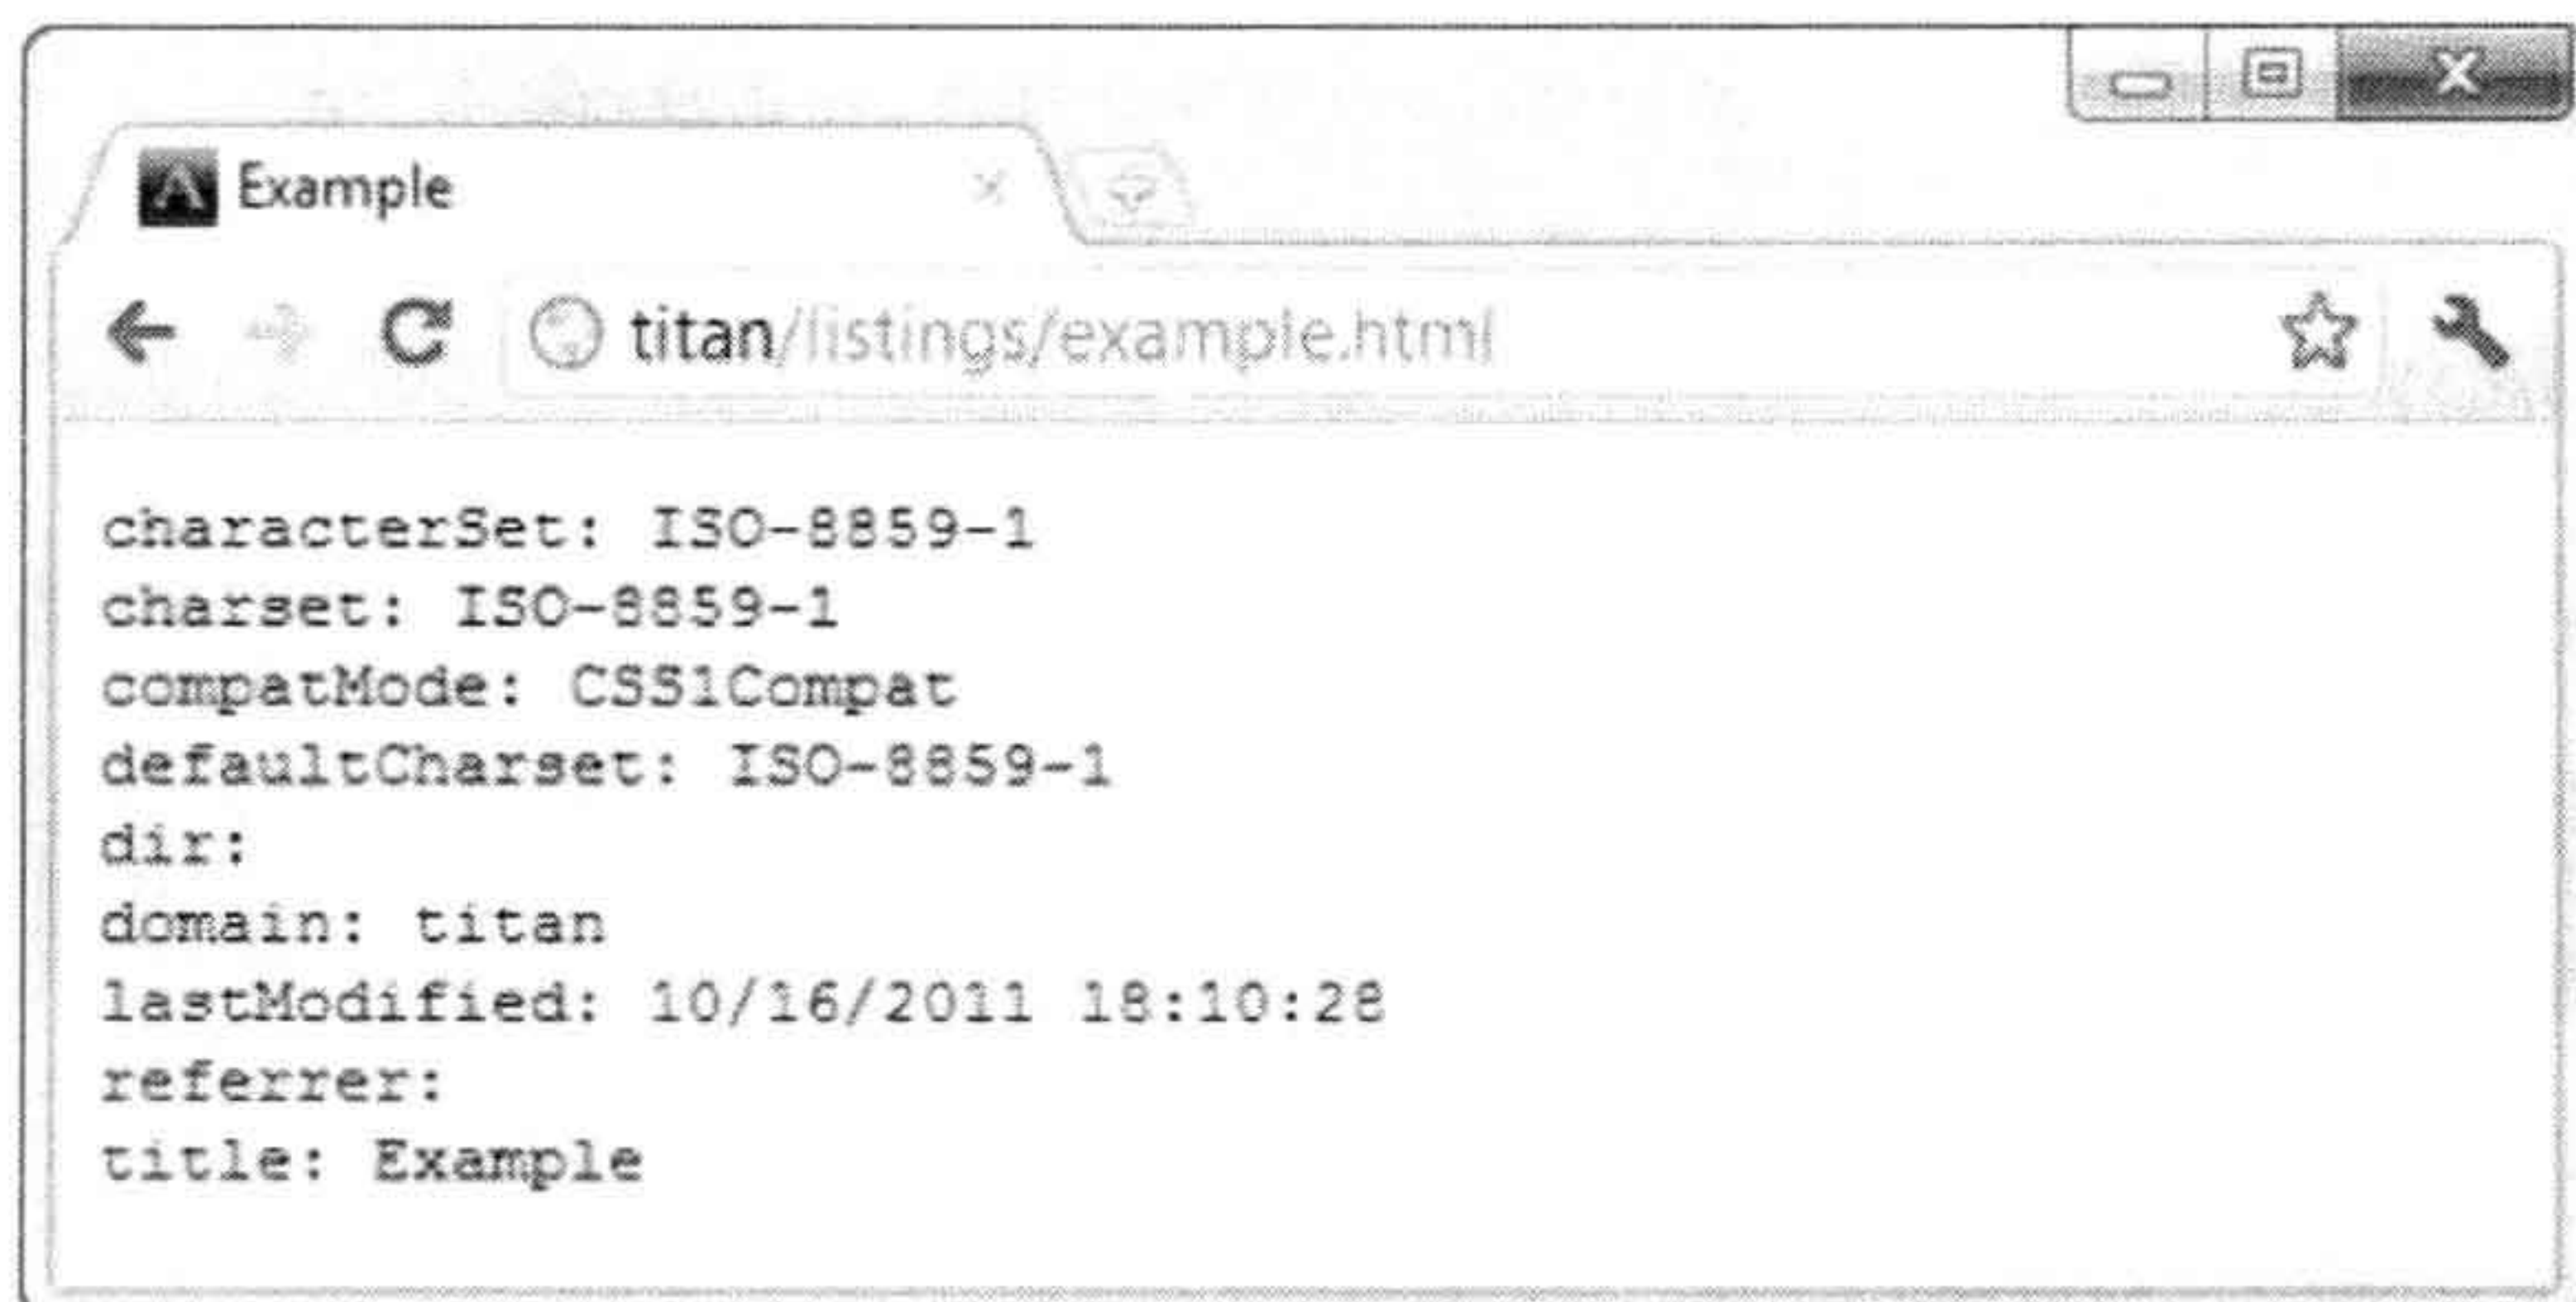 Example
titan/listings/example.html
characterSet: ISO-8859-1
charset: ISO-8859-1
compatMode: CSS1Compat
defaultCharset: ISO-8859-1
dir:
domain: titan
lastModified: 10/16/2011 18:10:28
referrer:
title: Example